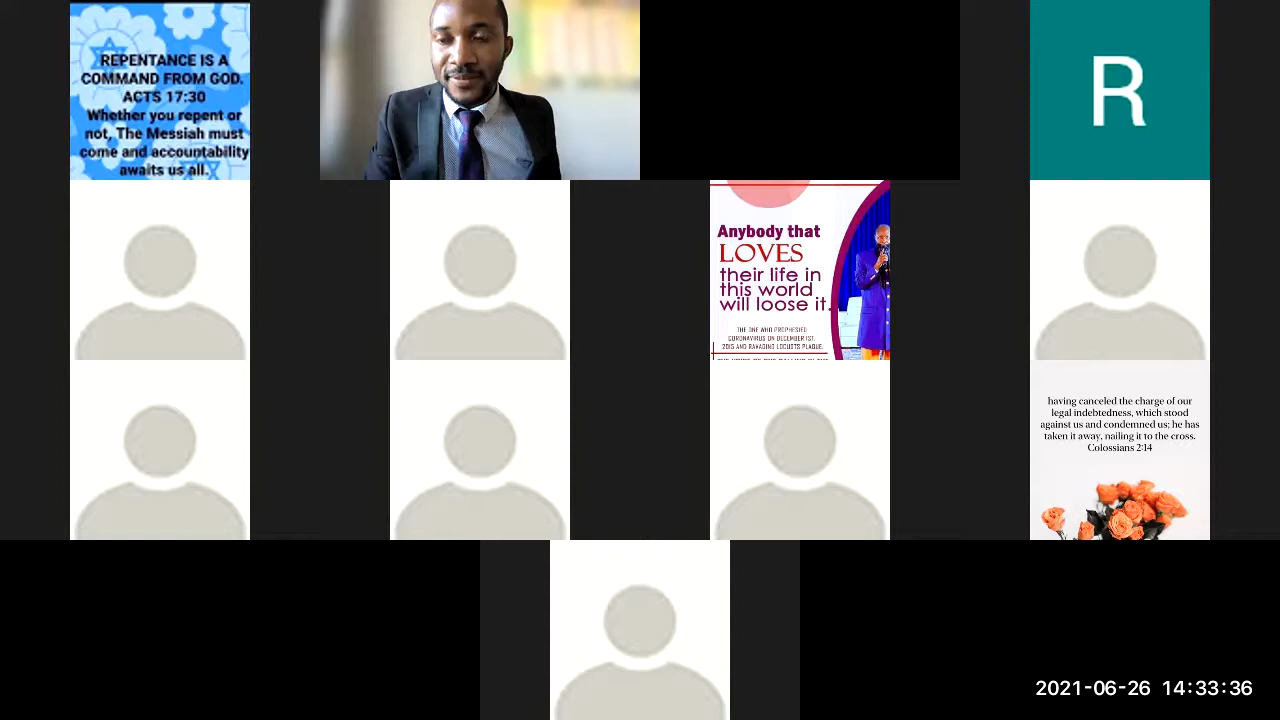 REPENTANCE IS A
COMMAND FROM GOD.
ACTS 17:30
Whether you repent or
not, The Messiah must
come and accountability
awaits us all.
R
Anybody that
LOVES
their life in
this world
will loose it.
THE ONE WHO PROPHESIED
CORONAVIRUS ON DECEMBER 1ST,
2015 AND RAVAGING LOCUSTS PLAGUE.
having canceled the charge of our
legal indebtedness, which stood
against us and condemned us; he has
taken it away, nailing it to the cross.
Colossians 2:14
2021-06-26 14:33:36